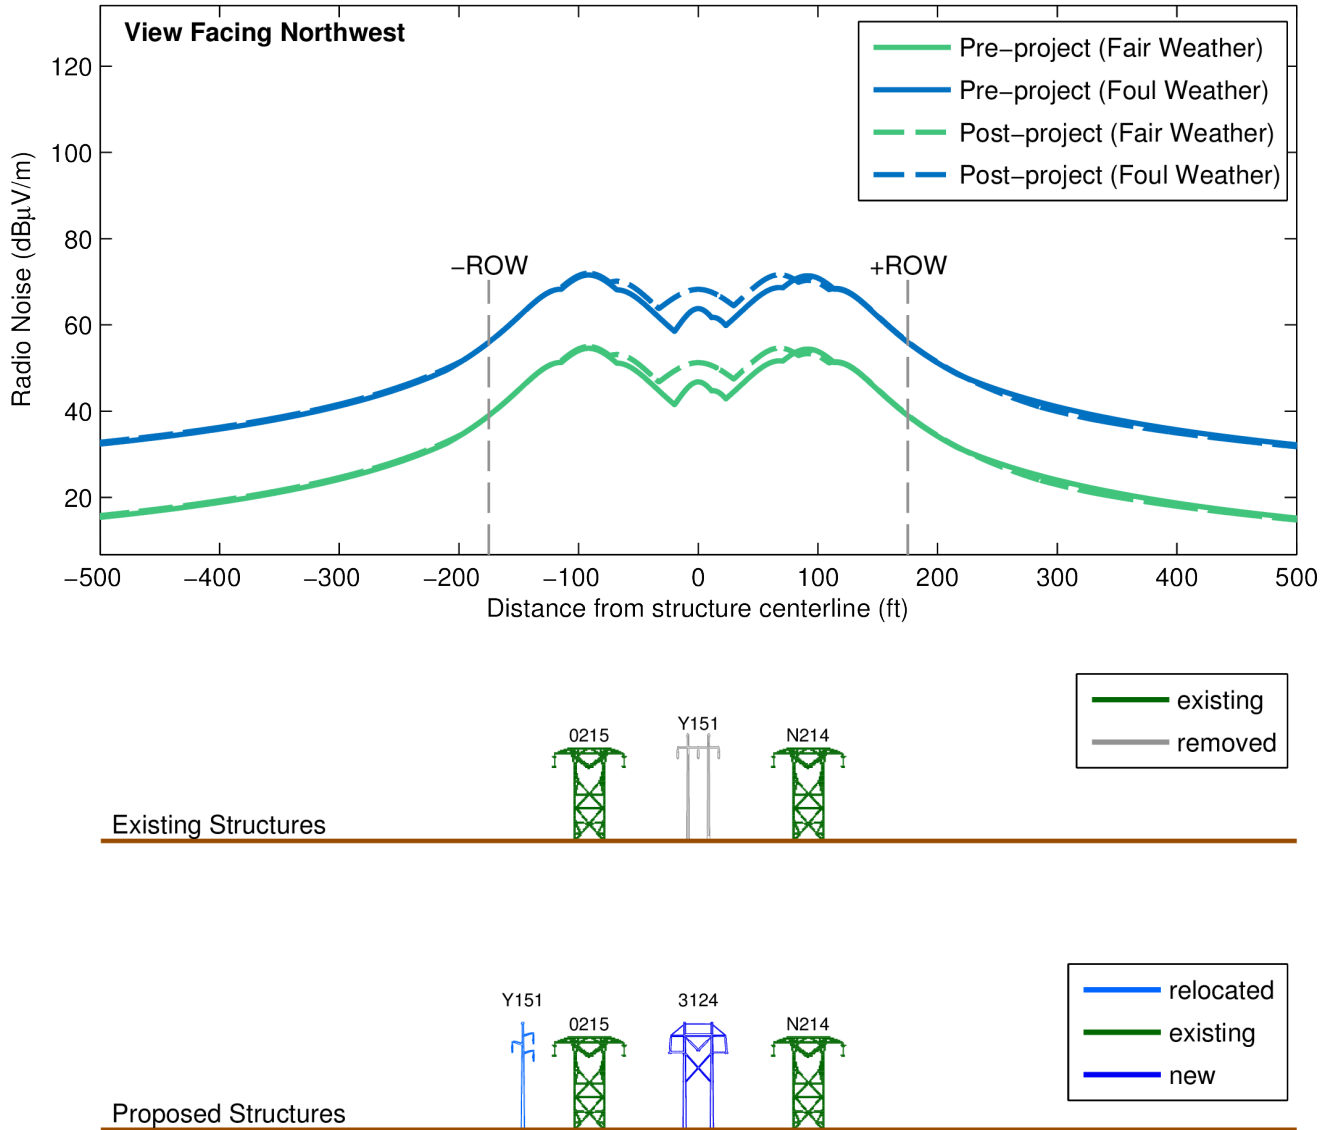 View Facing Northwest
Pre−project (Fair Weather)
Pre−project (Foul Weather)
Post−project (Fair Weather)
Post−project (Foul Weather)
120
100
80
60
40
20
Radio Noise (dBµV/m)
−ROW
+ROW
−500 −400 −300 −200 −100 0 100 200 300 400 500
Distance from structure centerline (ft)
existing
removed
0215 Y151 N214
Existing Structures
relocated
existing
new
Y151 0215 3124 N214
Proposed Structures